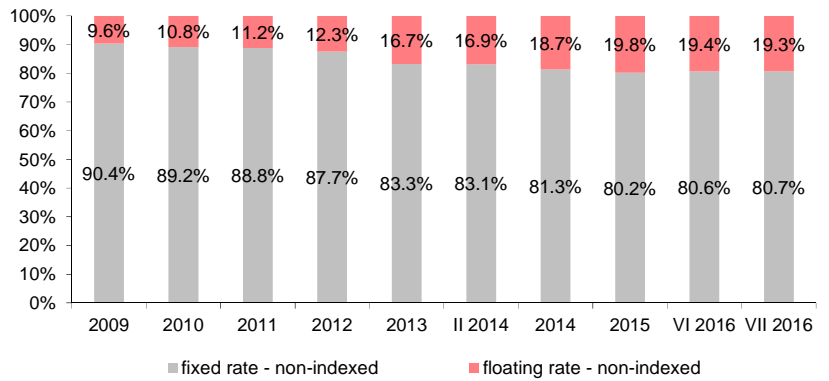 100%
90%
80%
70%
60%
50%
40%
30%
20%
10%
0%
9.6% 10.8% 11.2% 12.3% 16.7% 16.9% 18.7% 19.8% 19.4% 19.3%
90.4% 89.2% 88.8% 87.7% 83.3% 83.1% 81.3% 80.2% 80.6% 80.7%
2009 2010 2011 2012 2013 II 2014 2014 2015 VI 2016 VII 2016
fixed rate - non-indexed floating rate - non-indexed